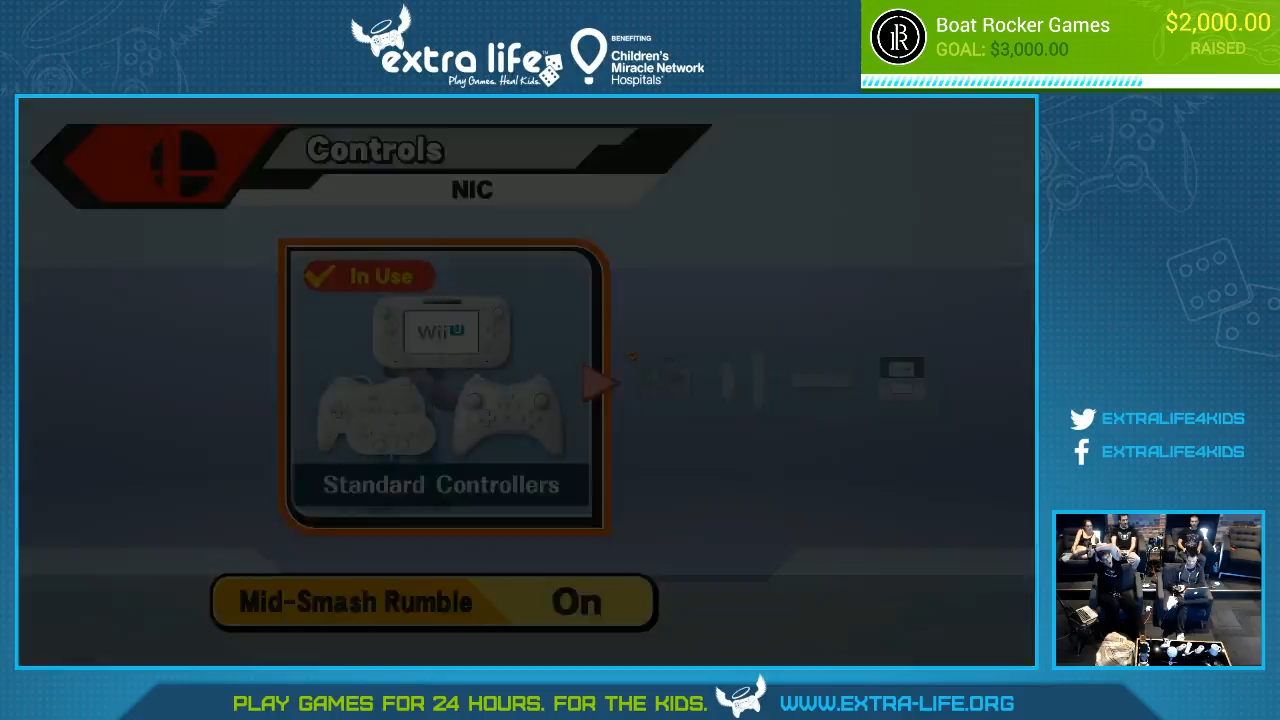 extra life™
Play Games. Heal Kids.
BENEFITING
Children's
Miracle Network
Hospitals®
Boat Rocker Games
GOAL: $3,000.00
$2,000.00
RAISED
Controls
NIC
In Use
Wii U
Standard Controllers
Mid-Smash Rumble On
EXTRALIFE4KIDS
EXTRALIFE4KIDS
PLAY GAMES FOR 24 HOURS. FOR THE KIDS. WWW.EXTRA-LIFE.ORG